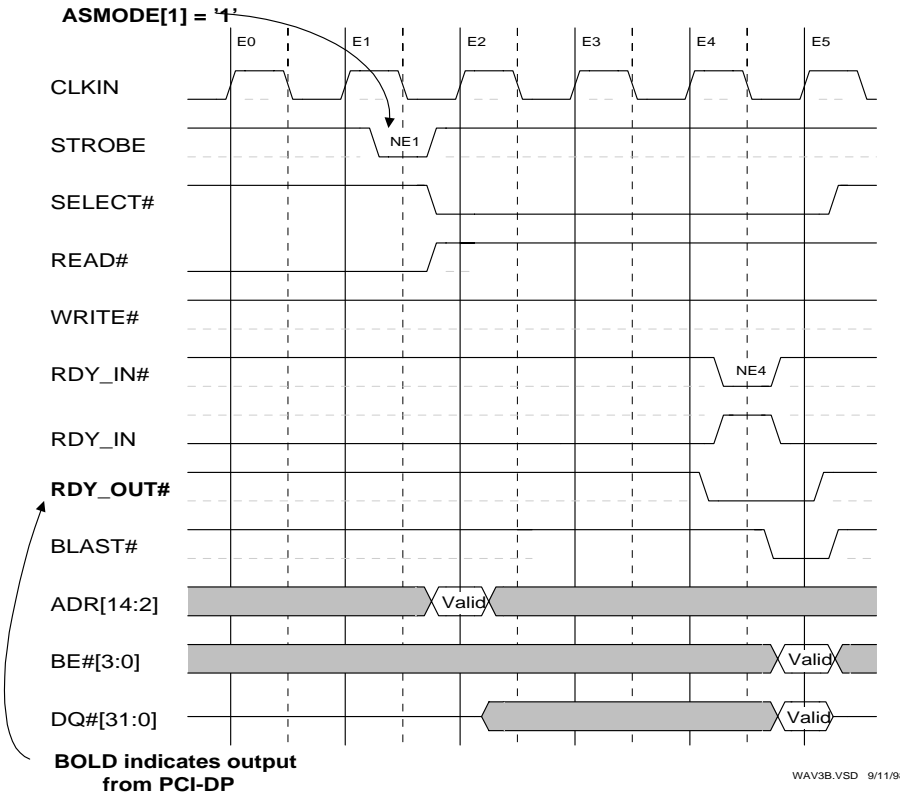 ASMODE[1] = '1'
E0 E1 E2 E3 E4 E5
CLKIN
STROBE NE1
SELECT#
READ#
WRITE#
RDY_IN# NE4
RDY_IN
RDY_OUT#
BLAST#
ADR[14:2] Valid
BE#[3:0] Valid
DQ#[31:0] Valid
BOLD indicates output
from PCI-DP
WAV3B.VSD